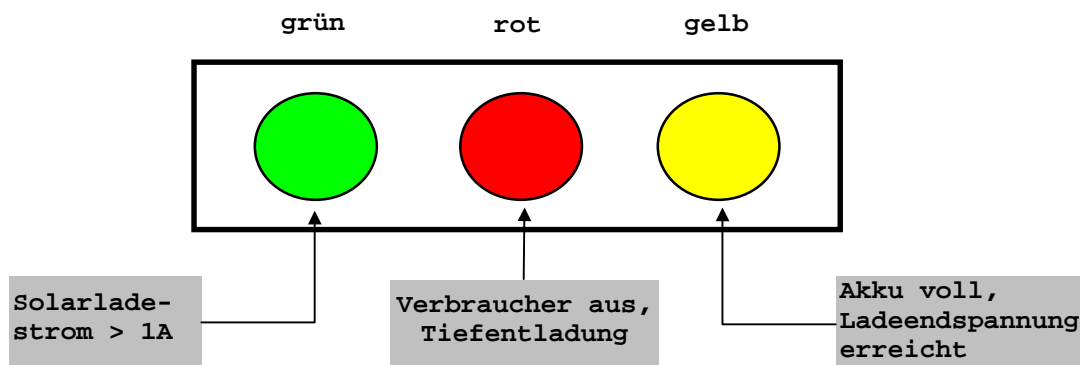 grün
rot
gelb
Solarlade-
strom > 1A
Verbraucher aus,
Tiefentladung
Akku voll,
Ladeendspannung
erreicht